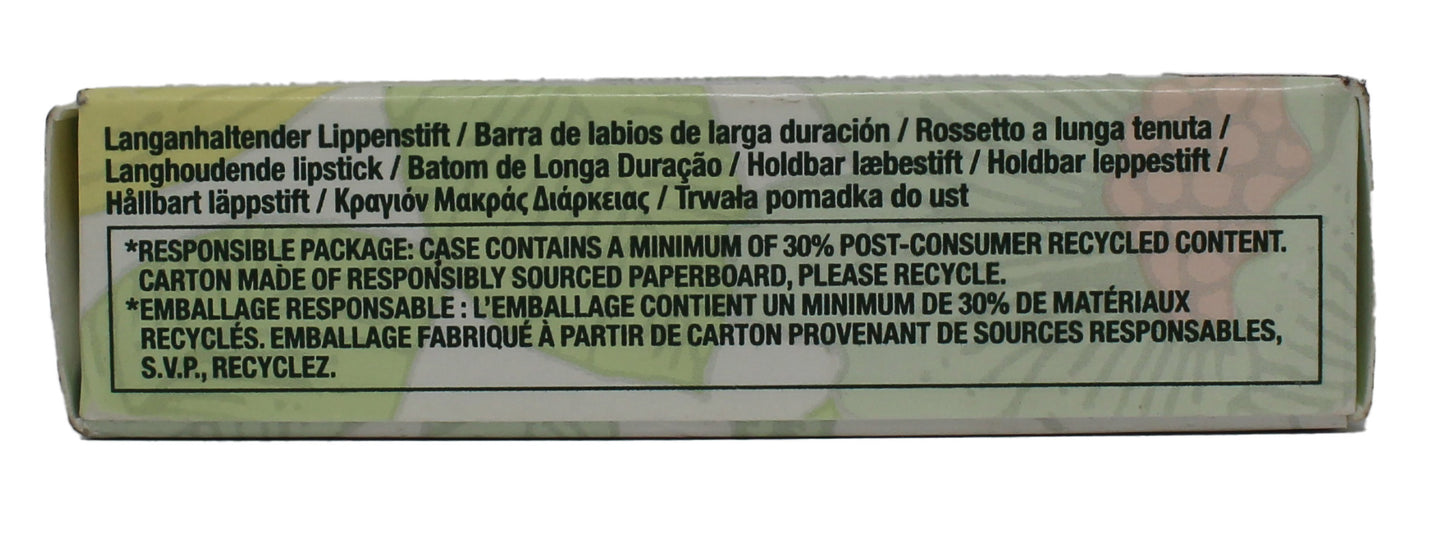 Langanhaltender Lippenstift / Barra de labios de larga duración / Rossetto a lunga tenuta /
Langhoudende lipstick / Batom de Longa Duração / Holdbar læbestift / Holdbar leppestift /
Hållbart läppstift / Κραγιόν Μακράς Διάρκειας / Trwała pomadka do ust
*RESPONSIBLE PACKAGE: CASE CONTAINS A MINIMUM OF 30% POST-CONSUMER RECYCLED CONTENT.
CARTON MADE OF RESPONSIBLY SOURCED PAPERBOARD, PLEASE RECYCLE.
*EMBALLAGE RESPONSABLE : L'EMBALLAGE CONTIENT UN MINIMUM DE 30% DE MATÉRIAUX
RECYCLÉS. EMBALLAGE FABRIQUÉ À PARTIR DE CARTON PROVENANT DE SOURCES RESPONSABLES,
S.V.P., RECYCLEZ.